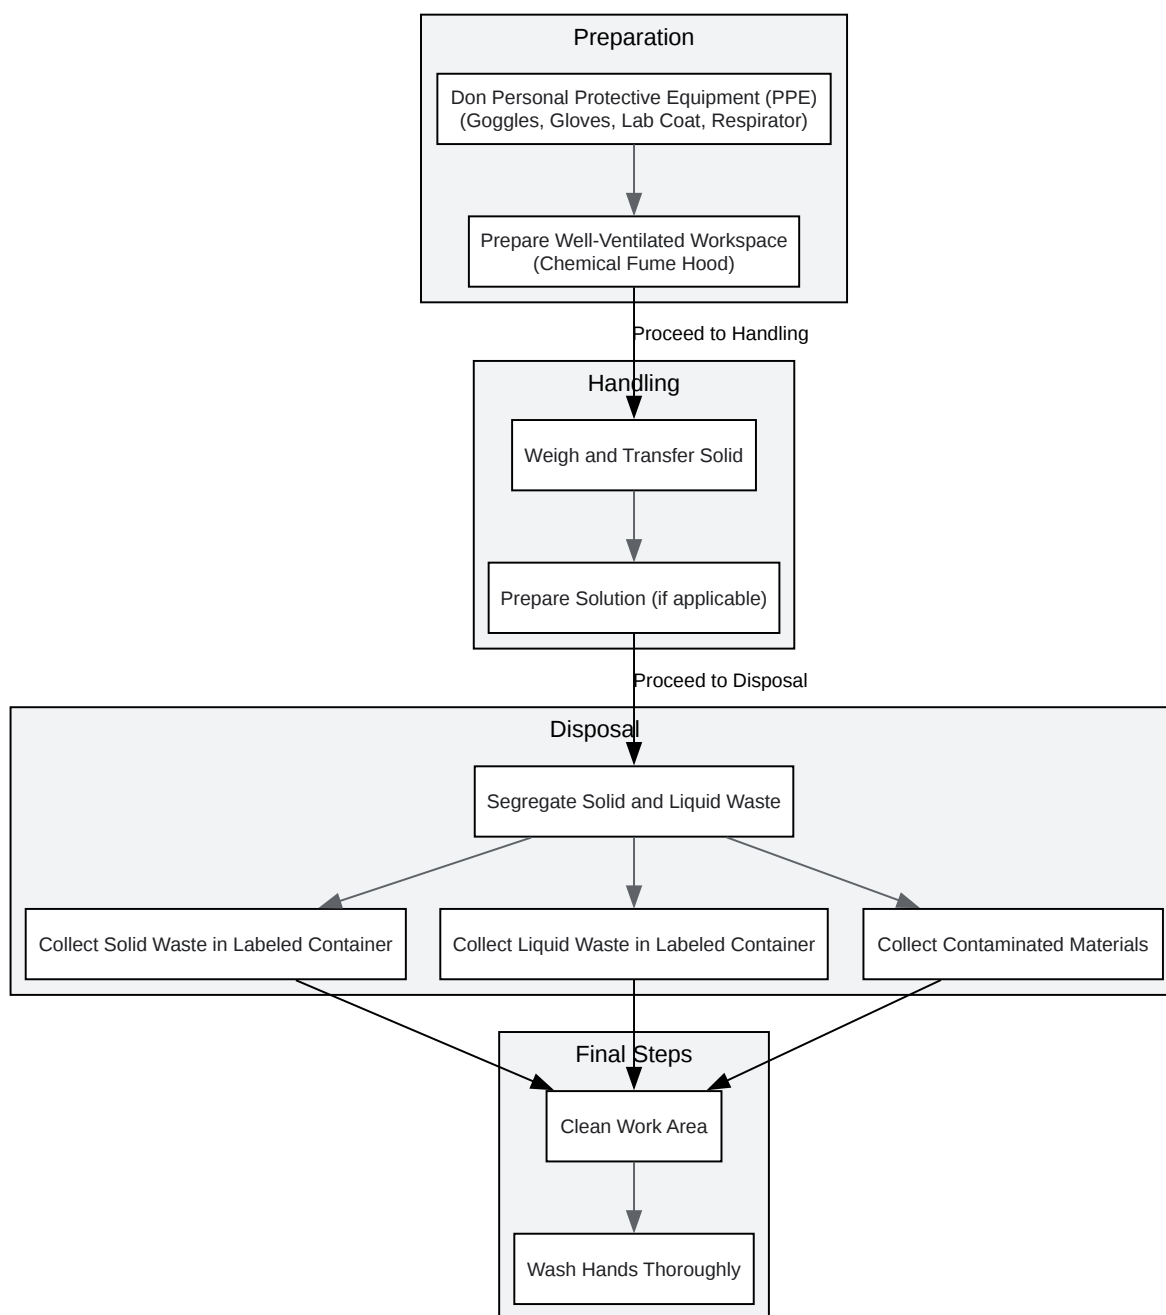 Preparation
Don Personal Protective Equipment (PPE)
(Goggles, Gloves, Lab Coat, Respirator)
Prepare Well-Ventilated Workspace
(Chemical Fume Hood)
Proceed to Handling
Handling
Weigh and Transfer Solid
Prepare Solution (if applicable)
Proceed to Disposal
Disposal
Segregate Solid and Liquid Waste
Collect Solid Waste in Labeled Container
Collect Liquid Waste in Labeled Container
Collect Contaminated Materials
Final Steps
Clean Work Area
Wash Hands Thoroughly